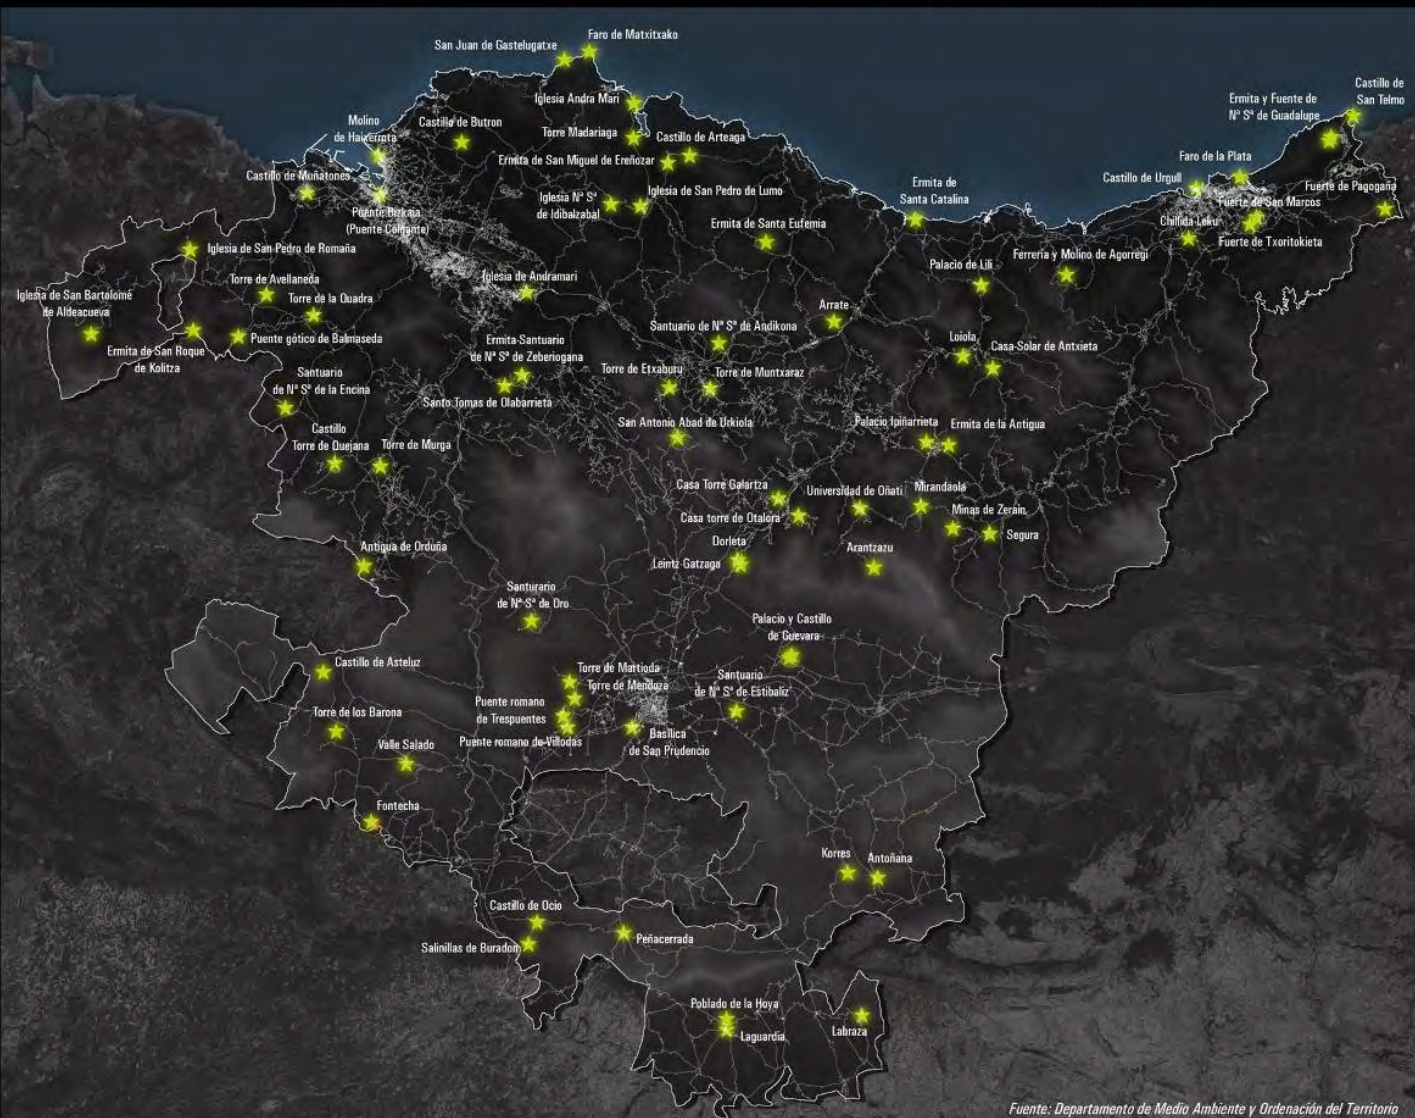 Faro de Matxitxako
San Juan de Gastelugatxe
Castillo de
San Telmo
Iglesia Andra Mari
Ermita y Fuente de
Nª Sª de Guadalupe
Molino
de Haixerrota
Castillo de Butron
Torre Madariaga
Castillo de Arteaga
Ermita de San Miguel de Ereñozar
Faro de la Plata
Castillo de Muñatones
Castillo de Urgull
Ermita de
Santa Catalina
Fuerte de Pagogaña
Iglesia de San Pedro de Lumo
Iglesia Nª Sª
de Idibalzabal
Fuerte de San Marcos
Puente Bizkaia
(Puente Colgante)
Chillida Leku
Ermita de Santa Eufemia
Fuerte de Txoritokieta
Iglesia de San Pedro de Romaña
Ferrería y Molino de Agorregi
Palacio de Lili
Torre de Avellaneda
Iglesia de Andramari
Iglesia de San Bartolomé
de Aldeacueva
Torre de la Quadra
Arrate
Santuario de Nª Sª de Andikona
Puente gótico de Balmaseda
Ermita-Santuario
de Nª Sª de Zeberiogana
Loiola
Casa-Solar de Antxieta
Ermita de San Roque
de Kolitza
Torre de Etxaburu
Torre de Muntxaraz
Santuario
de Nª Sª de la Encina
Santo Tomas de Olabarrieta
San Antonio Abad de Urkiola
Palacio Ipiñarrieta
Ermita de la Antigua
Castillo
Torre de Quejana
Torre de Murga
Casa Torre Galartza
Universidad de Oñati
Mirandaola
Casa torre de Otalora
Minas de Zerain
Segura
Dorleta
Arantzazu
Antigua de Orduña
Leintz-Gatzaga
Santurario
de Nª Sª de Oro
Palacio y Castillo
de Guevara
Castillo de Asteluz
Torre de Martioda
Torre de Mendoza
Santuario
de Nª Sª de Estibaliz
Puente romano
de Trespuentes
Torre de los Barona
Basílica
de San Prudencio
Puente romano de Villodas
Valle Salado
Fontecha
Korres
Antoñana
Castillo de Ocio
Peñacerrada
Salinillas de Buradon
Poblado de la Hoya
Laguardia
Labraza
Fuente: Departamento de Medio Ambiente y Ordenación del Territorio